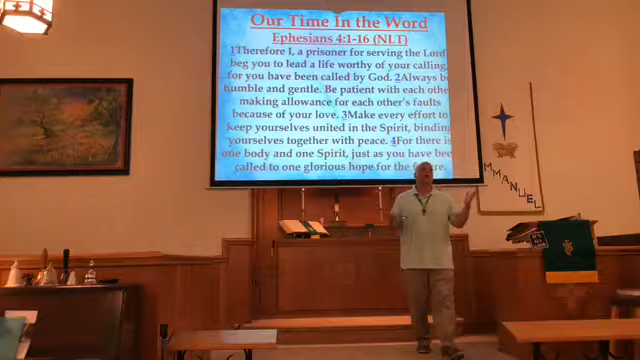 Our Time In the Word
Ephesians 4:1-16 (NLT)
1Therefore I, a prisoner for serving the Lord
beg you to lead a life worthy of your calling,
for you have been called by God. 2Always be
humble and gentle. Be patient with each othe
making allowance for each other's faults
because of your love. 3Make every effort to
keep yourselves united in the Spirit, binding
yourselves together with peace. 4For there is
one body and one Spirit, just as you have bee
called to one glorious hope for the future.
MMANUEL